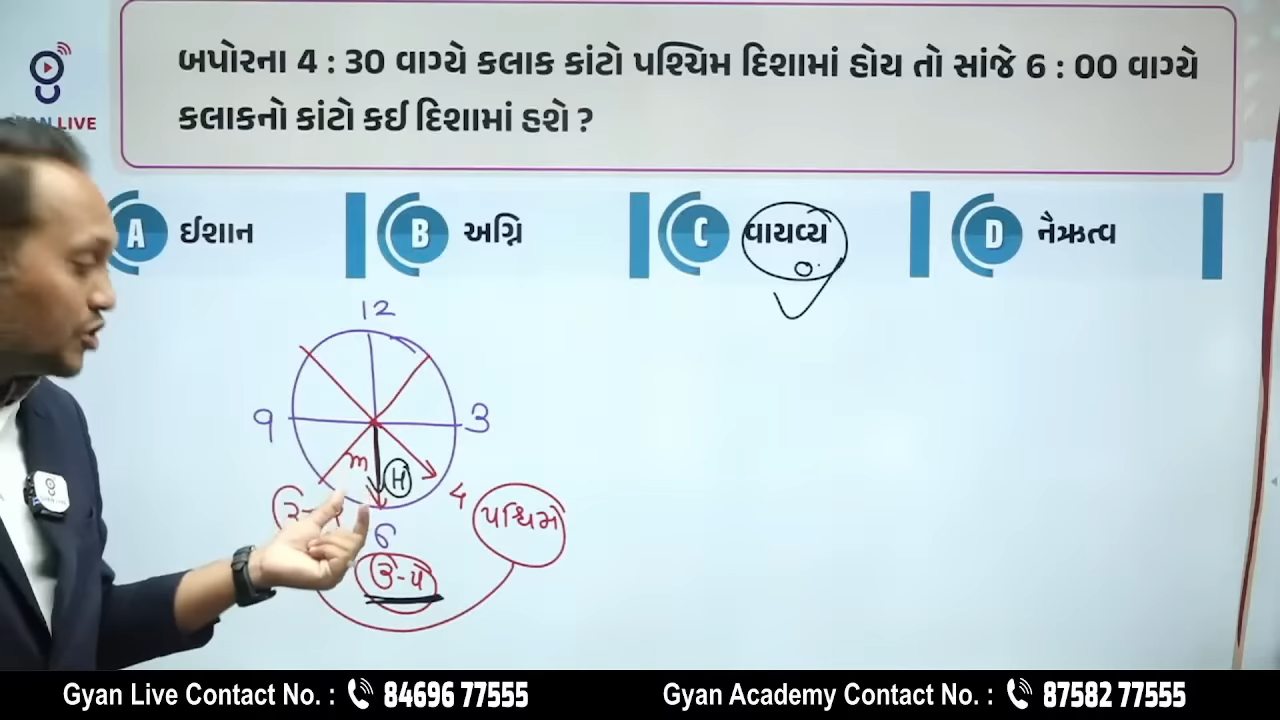 બપોરના 4 : 30 વાગ્યે કલાક કાંટો પશ્ચિમ દિશામાં હોય તો સાંજે 6 : 00 વાગ્યે
કલાકનો કાંટો કઈ દિશામાં હશે ?
LIVE
A ઈશાન B અગ્નિ C વાયવ્ય D નૈઋત્વ
12
9 3
m H
4 પશ્ચિમ
6
ઉ-પ
Gyan Live Contact No. : 84696 77555 Gyan Academy Contact No. : 87582 77555